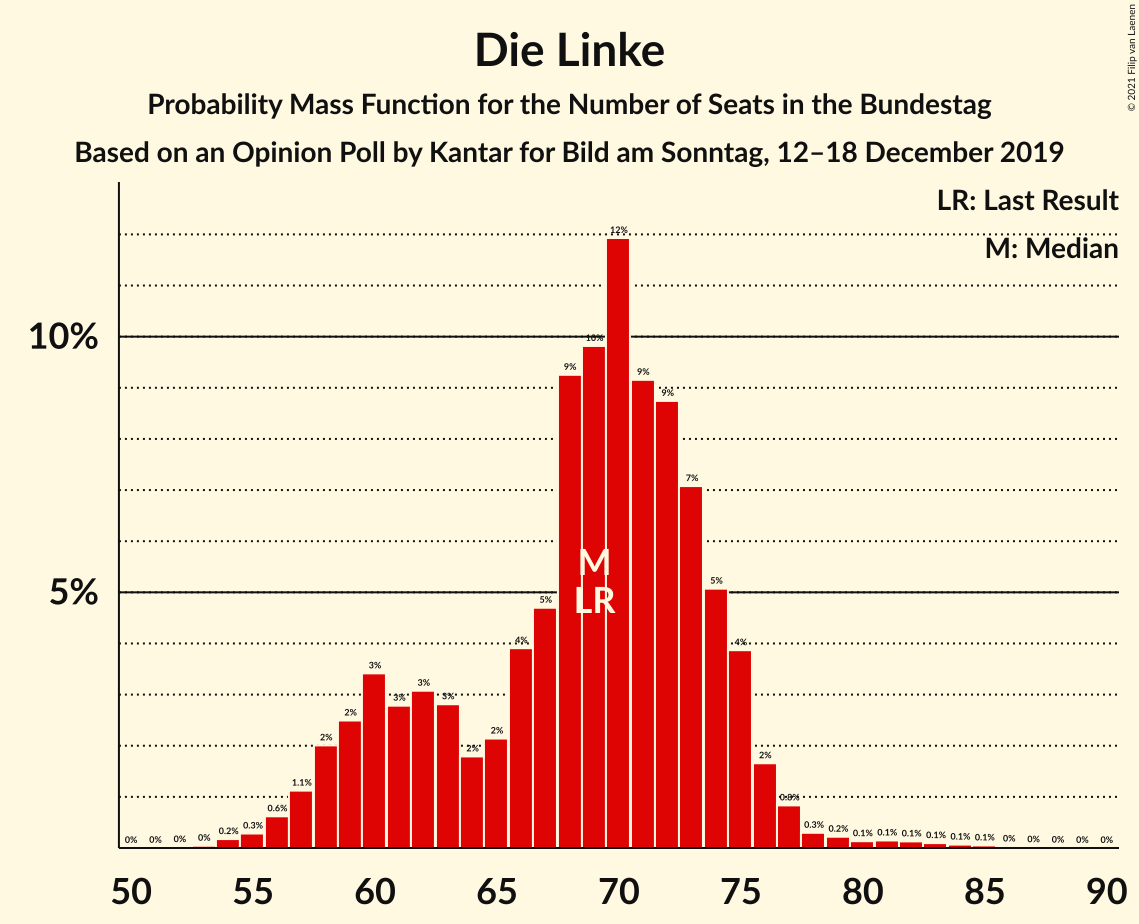 Die Linke
Probability Mass Function for the Number of Seats in the Bundestag
Based on an Opinion Poll by Kantar for Bild am Sonntag, 12–18 December 2019
© 2021 Filip van Laenen
LR: Last Result
M: Median
10%
5%
0% 0% 0% 0% 0.2% 0.3% 0.6% 1.1% 2% 2% 3% 3% 3% 3% 2% 2% 4% 5% 9% 10% 12% 9% 9% 7% 5% 4% 2% 0.8% 0.3% 0.2% 0.1% 0.1% 0.1% 0.1% 0.1% 0.1% 0% 0% 0% 0% 0%
M
LR
50 55 60 65 70 75 80 85 90